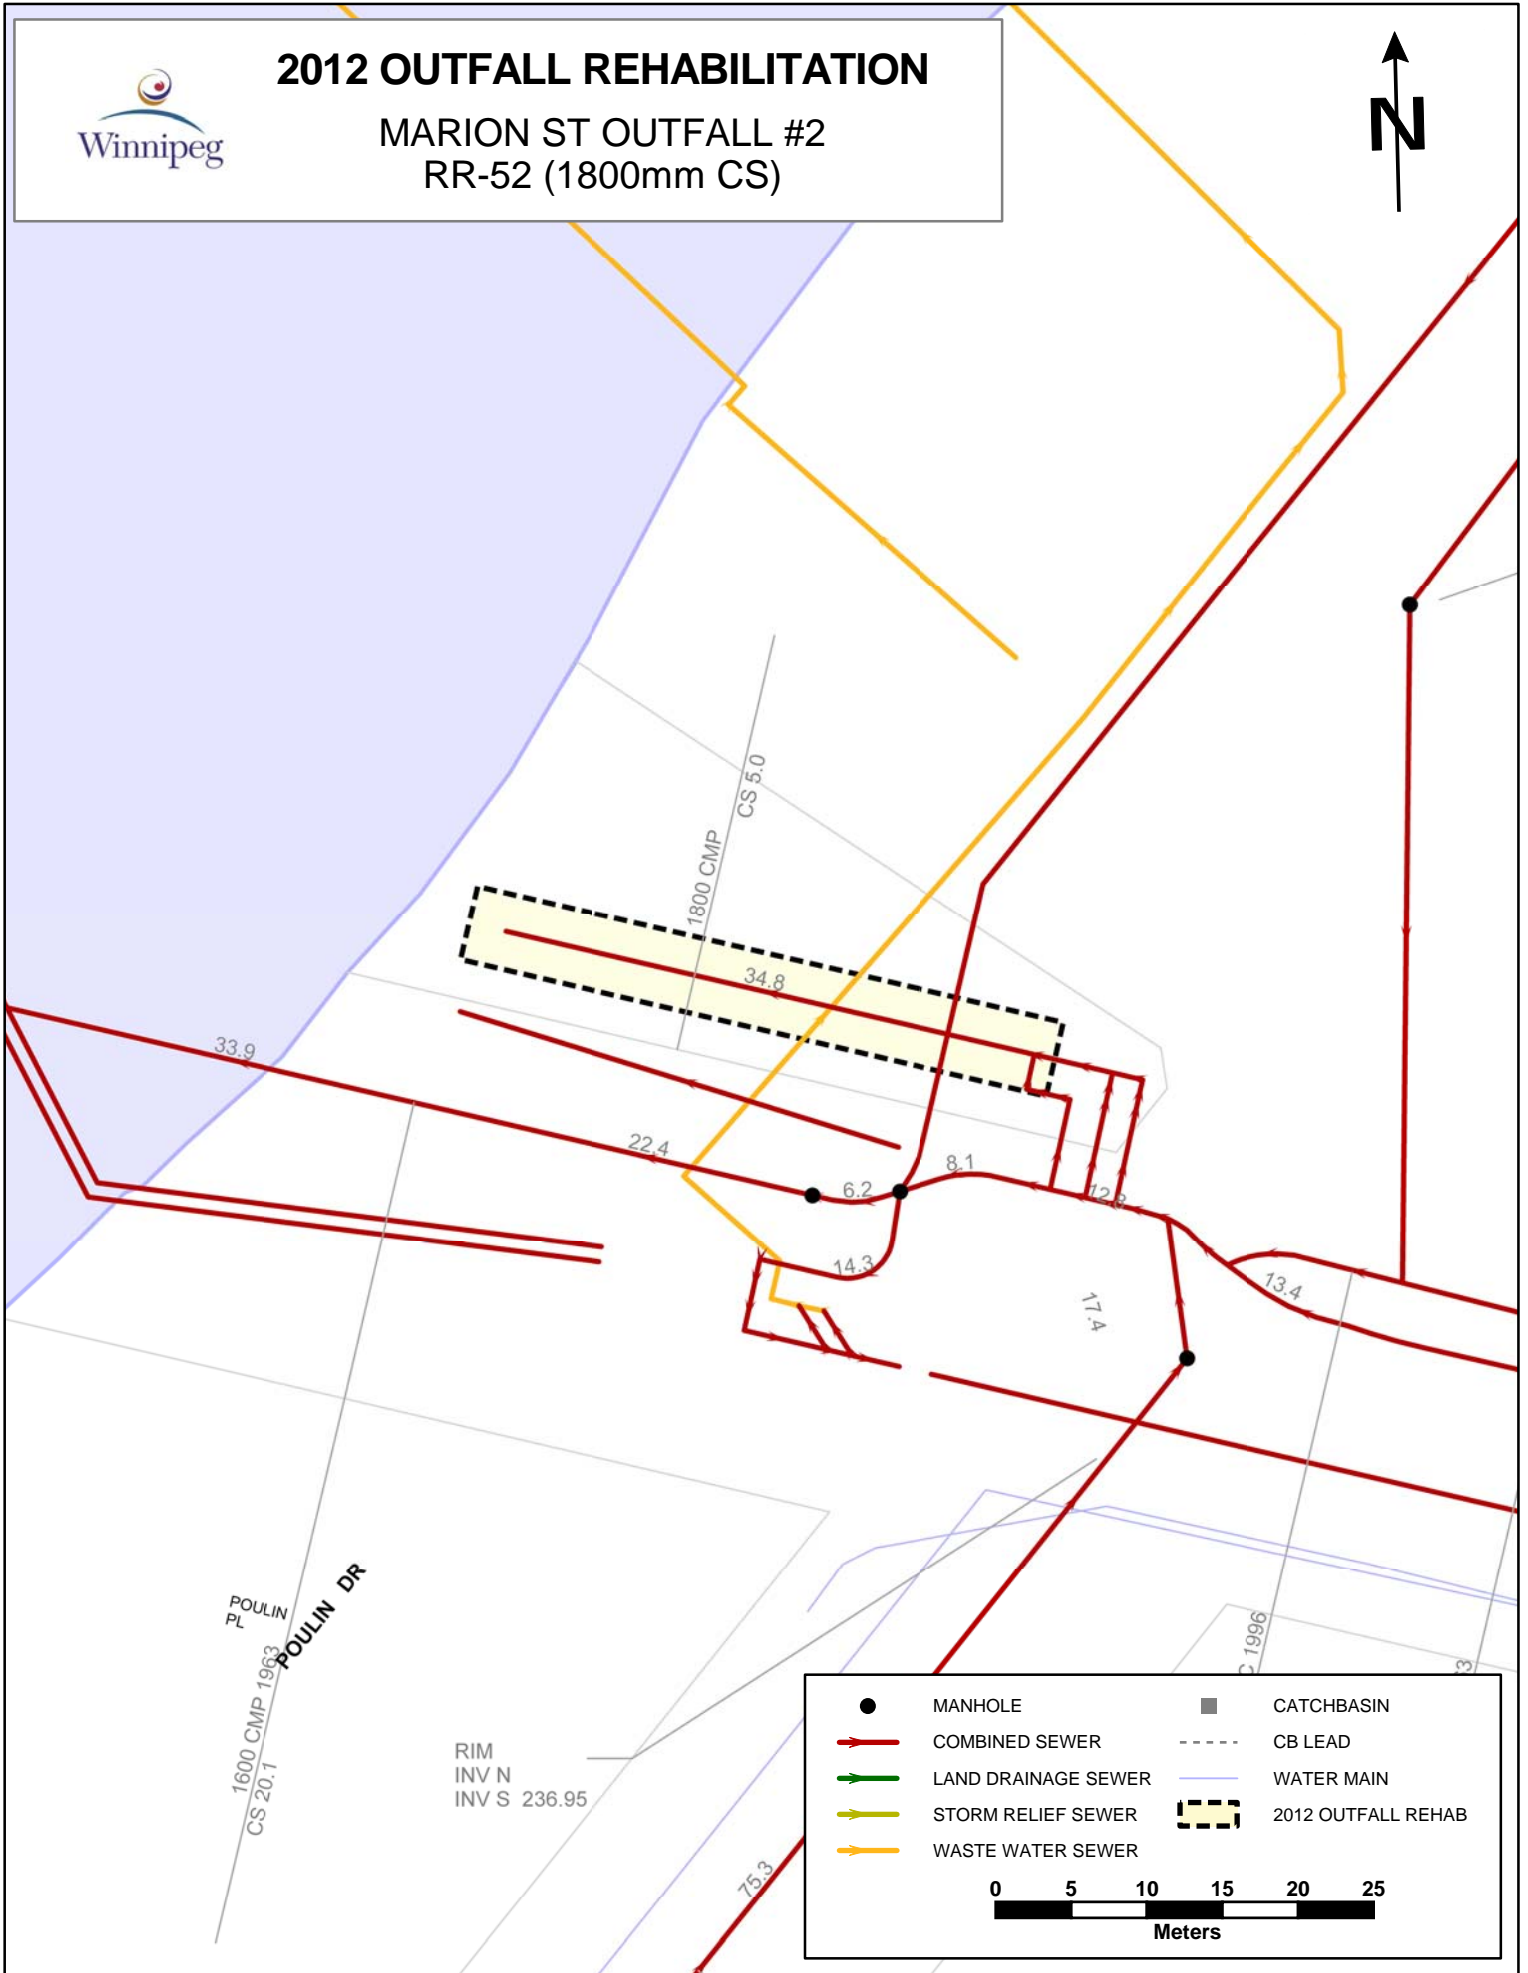 2012 OUTFALL REHABILITATION
MARION ST OUTFALL #2
RR-52 (1800mm CS)
Winnipeg
N
CS 5.0
1800 CMP
34.8
33.9
22.4
8.1
6.2
12.8
14.3
13.4
17.4
POULIN
PL
POULIN DR
1600 CMP 1963
CS 20.1
C 1996
RIM
INV N
INV S 236.95
75.3
MANHOLE
COMBINED SEWER
LAND DRAINAGE SEWER
STORM RELIEF SEWER
WASTE WATER SEWER
CATCHBASIN
CB LEAD
WATER MAIN
2012 OUTFALL REHAB
0 5 10 15 20 25
Meters